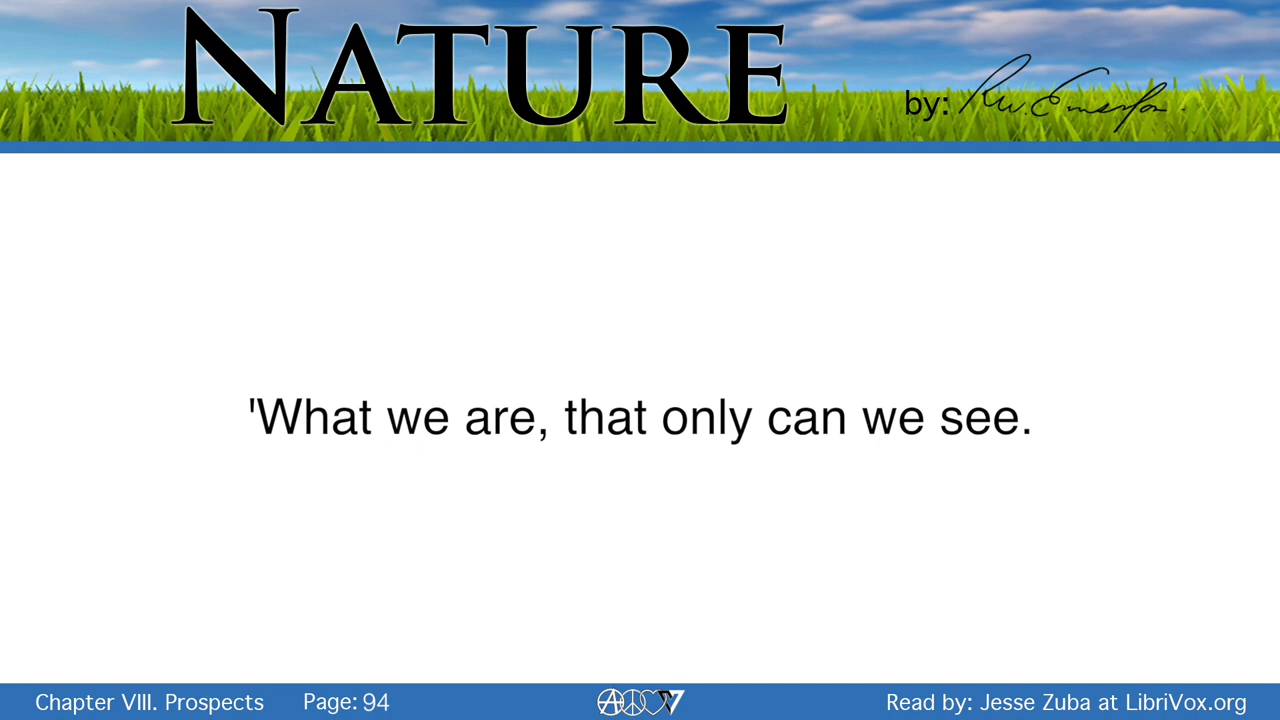 NATURE
by: R.W. Emerson.
'What we are, that only can we see.
Chapter VIII. Prospects Page: 94 Read by: Jesse Zuba at LibriVox.org